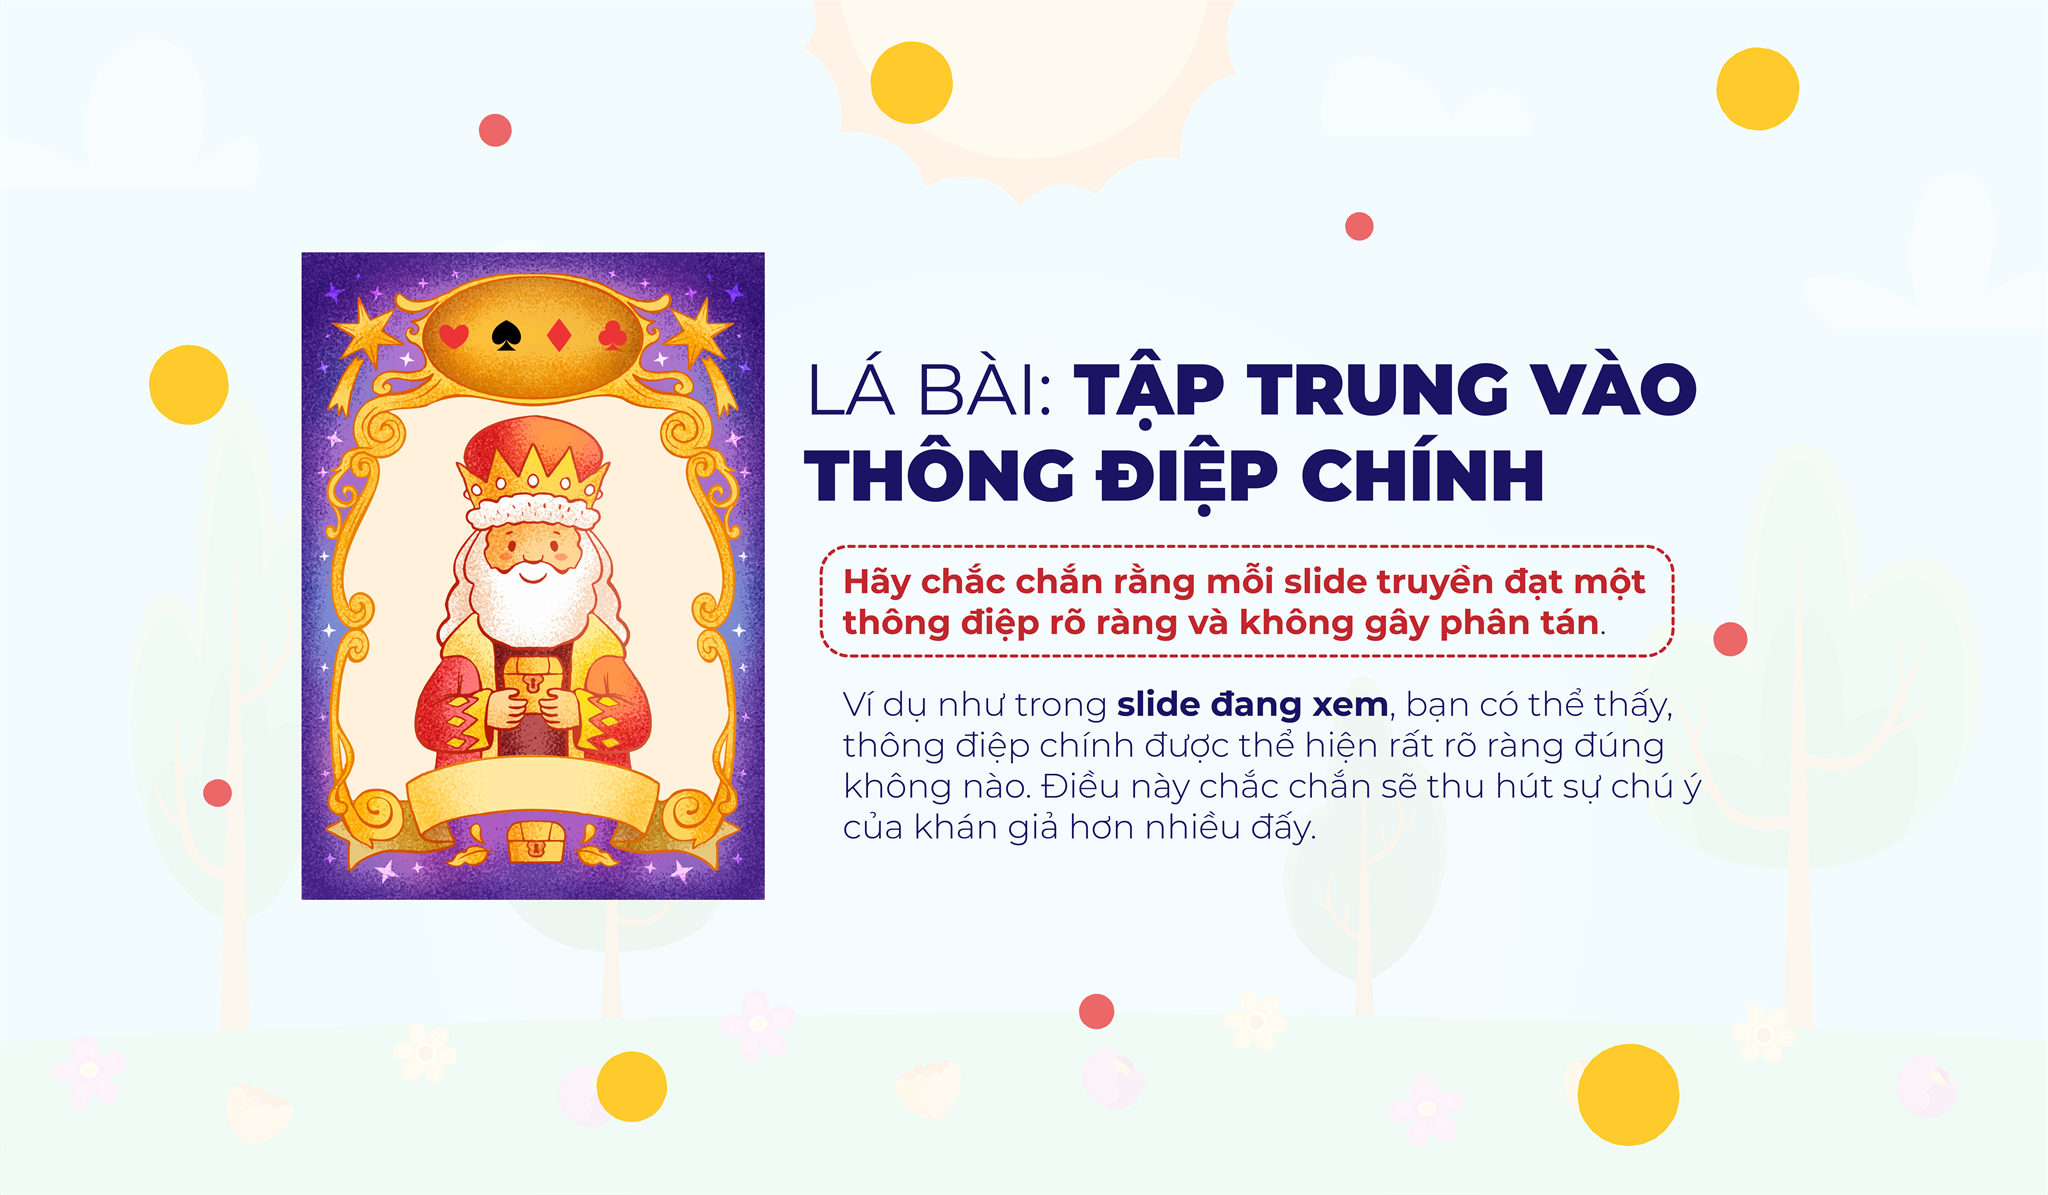 LÁ BÀI: TẬP TRUNG VÀO
THÔNG ĐIỆP CHÍNH
Hãy chắc chắn rằng mỗi slide truyền đạt một
thông điệp rõ ràng và không gây phân tán.
Ví dụ như trong slide đang xem, bạn có thể thấy,
thông điệp chính được thể hiện rất rõ ràng đúng
không nào. Điều này chắc chắn sẽ thu hút sự chú ý
của khán giả hơn nhiều đấy.